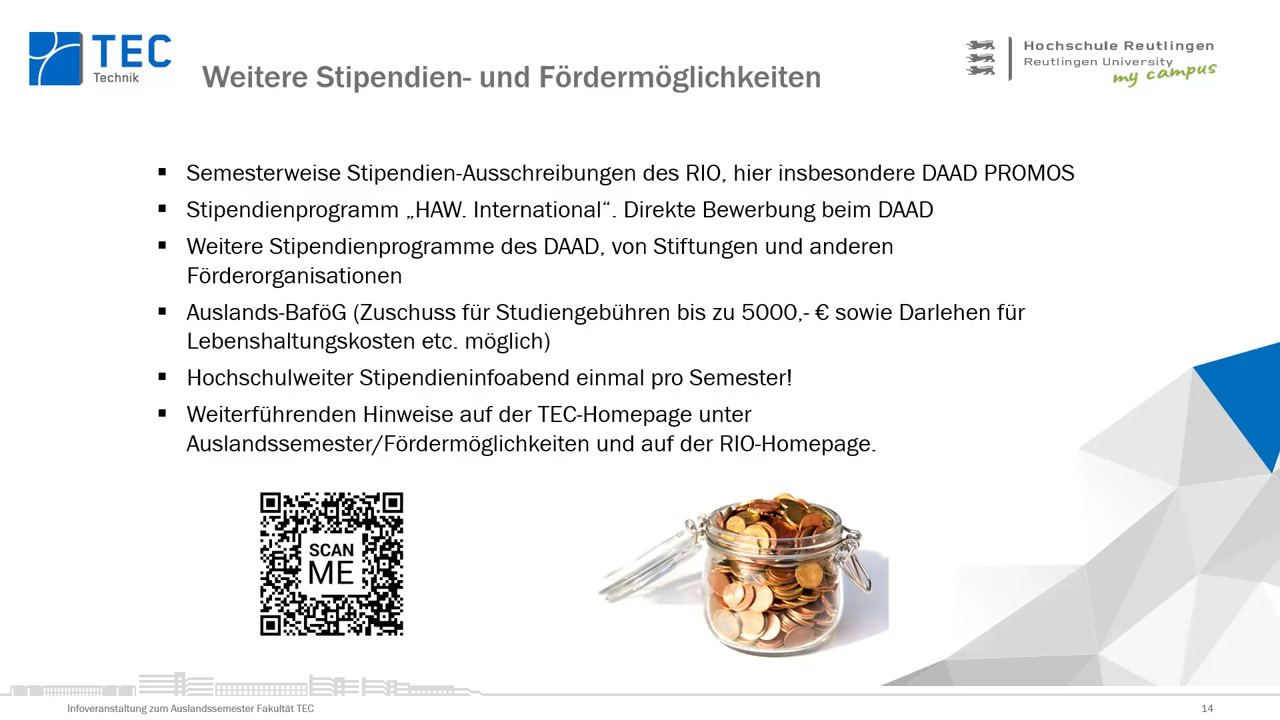 TEC
Technik
Weitere Stipendien- und Fördermöglichkeiten
Hochschule Reutlingen
Reutlingen University
my campus
▪ Semesterweise Stipendien-Ausschreibungen des RIO, hier insbesondere DAAD PROMOS
▪ Stipendienprogramm „HAW. International“. Direkte Bewerbung beim DAAD
▪ Weitere Stipendienprogramme des DAAD, von Stiftungen und anderen
Förderorganisationen
▪ Auslands-BaföG (Zuschuss für Studiengebühren bis zu 5000,- € sowie Darlehen für
Lebenshaltungskosten etc. möglich)
▪ Hochschulweiter Stipendieninfoabend einmal pro Semester!
▪ Weiterführenden Hinweise auf der TEC-Homepage unter
Auslandssemester/Fördermöglichkeiten und auf der RIO-Homepage.
SCAN
ME
Infoveranstaltung zum Auslandssemester Fakultät TEC
14